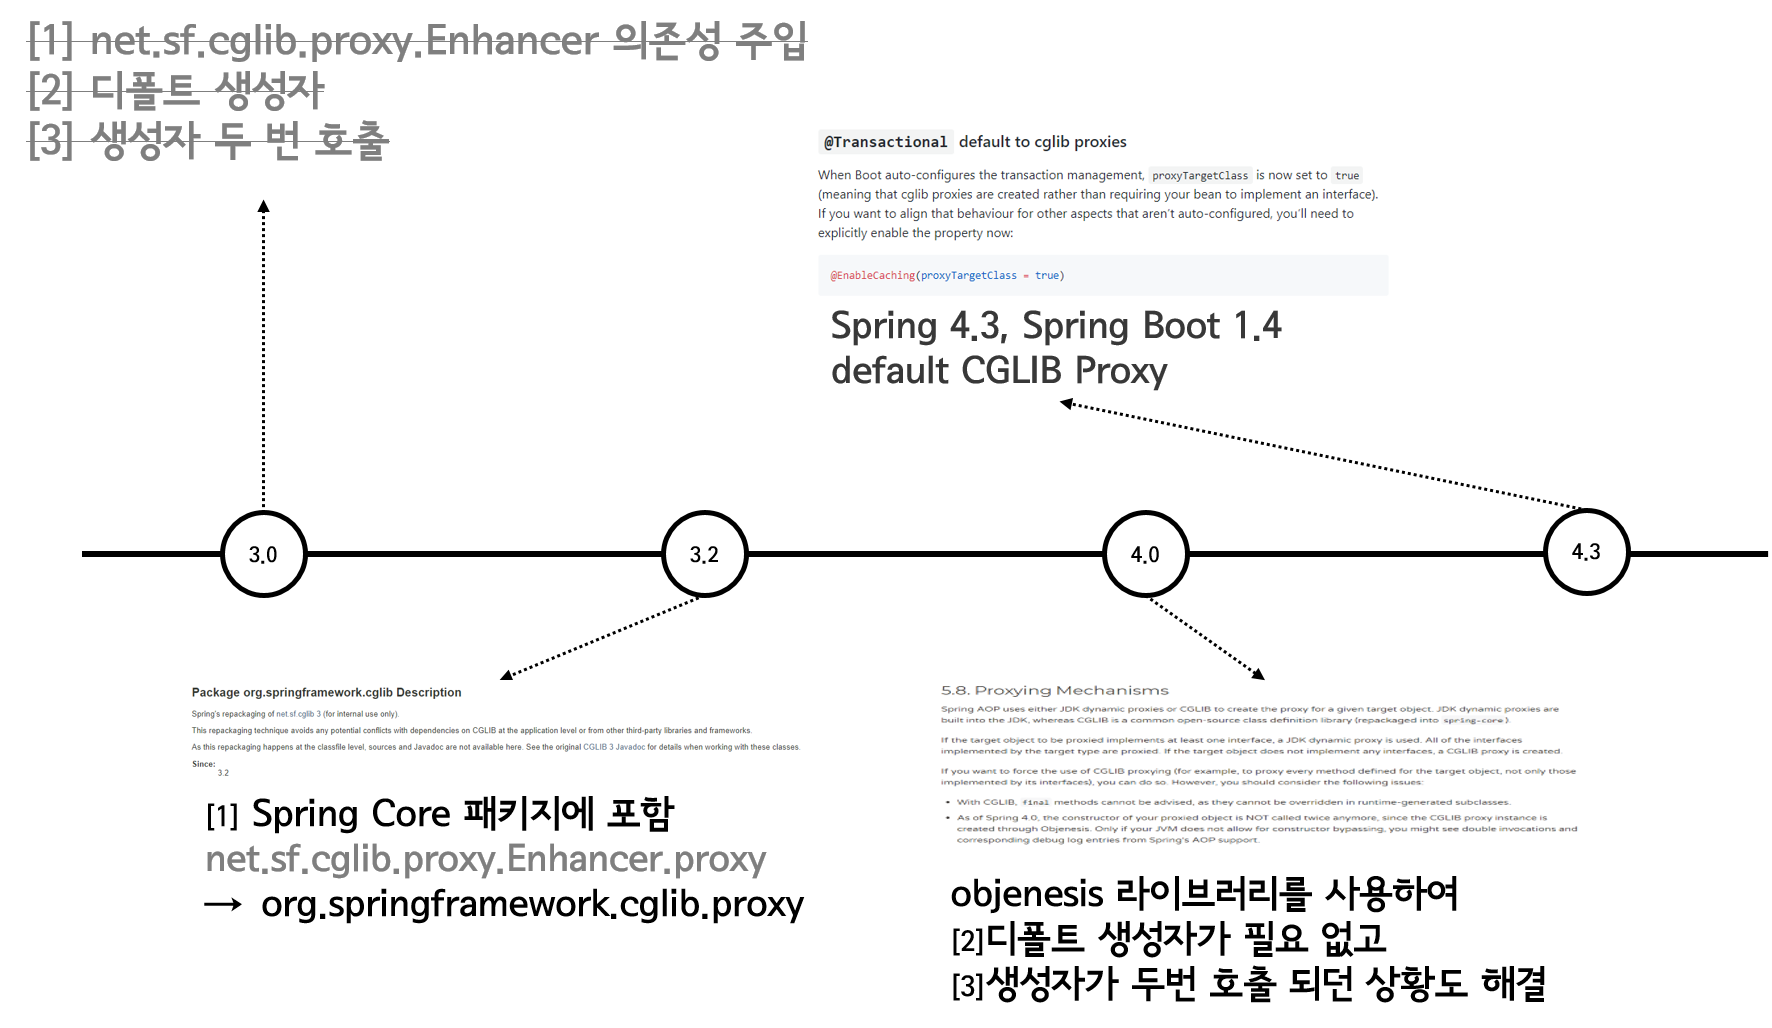 [1] net.sf.cglib.proxy.Enhancer 의존성 주입
[2] 디폴트 생성자
[3] 생성자 두 번 호출
@Transactional default to cglib proxies
When Boot auto-configures the transaction management, proxyTargetClass is now set to true
(meaning that cglib proxies are created rather than requiring your bean to implement an interface).
If you want to align that behaviour for other aspects that aren't auto-configured, you'll need to
explicitly enable the property now:
@EnableCaching(proxyTargetClass = true)
Spring 4.3, Spring Boot 1.4
default CGLIB Proxy
3.0
3.2
4.0
4.3
Package org.springframework.cglib Description
Spring's repackaging of net.sf.cglib 3 (for internal use only).
This repackaging technique avoids any potential conflicts with dependencies on CGLIB at the application level or from other third-party libraries and frameworks.
As this repackaging happens at the classfile level, sources and Javadoc are not available here. See the original CGLIB 3 Javadoc for details when working with these classes.
Since:
3.2
[1] Spring Core 패키지에 포함
net.sf.cglib.proxy.Enhancer.proxy
→ org.springframework.cglib.proxy
5.8. Proxying Mechanisms
Spring AOP uses either JDK dynamic proxies or CGLIB to create the proxy for a given target object. JDK dynamic proxies are
built into the JDK, whereas CGLIB is a common open-source class definition library (repackaged into spring-core).
If the target object to be proxied implements at least one interface, a JDK dynamic proxy is used. All of the interfaces
implemented by the target type are proxied. If the target object does not implement any interfaces, a CGLIB proxy is created.
If you want to force the use of CGLIB proxying (for example, to proxy every method defined for the target object, not only those
implemented by its interfaces), you can do so. However, you should consider the following issues:
• With CGLIB, final methods cannot be advised, as they cannot be overridden in runtime-generated subclasses.
• As of Spring 4.0, the constructor of your proxied object is NOT called twice anymore, since the CGLIB proxy instance is
created through Objenesis. Only if your JVM does not allow for constructor bypassing, you might see double invocations and
corresponding debug log entries from Spring's AOP support.
objenesis 라이브러리를 사용하여
[2]디폴트 생성자가 필요 없고
[3]생성자가 두번 호출 되던 상황도 해결